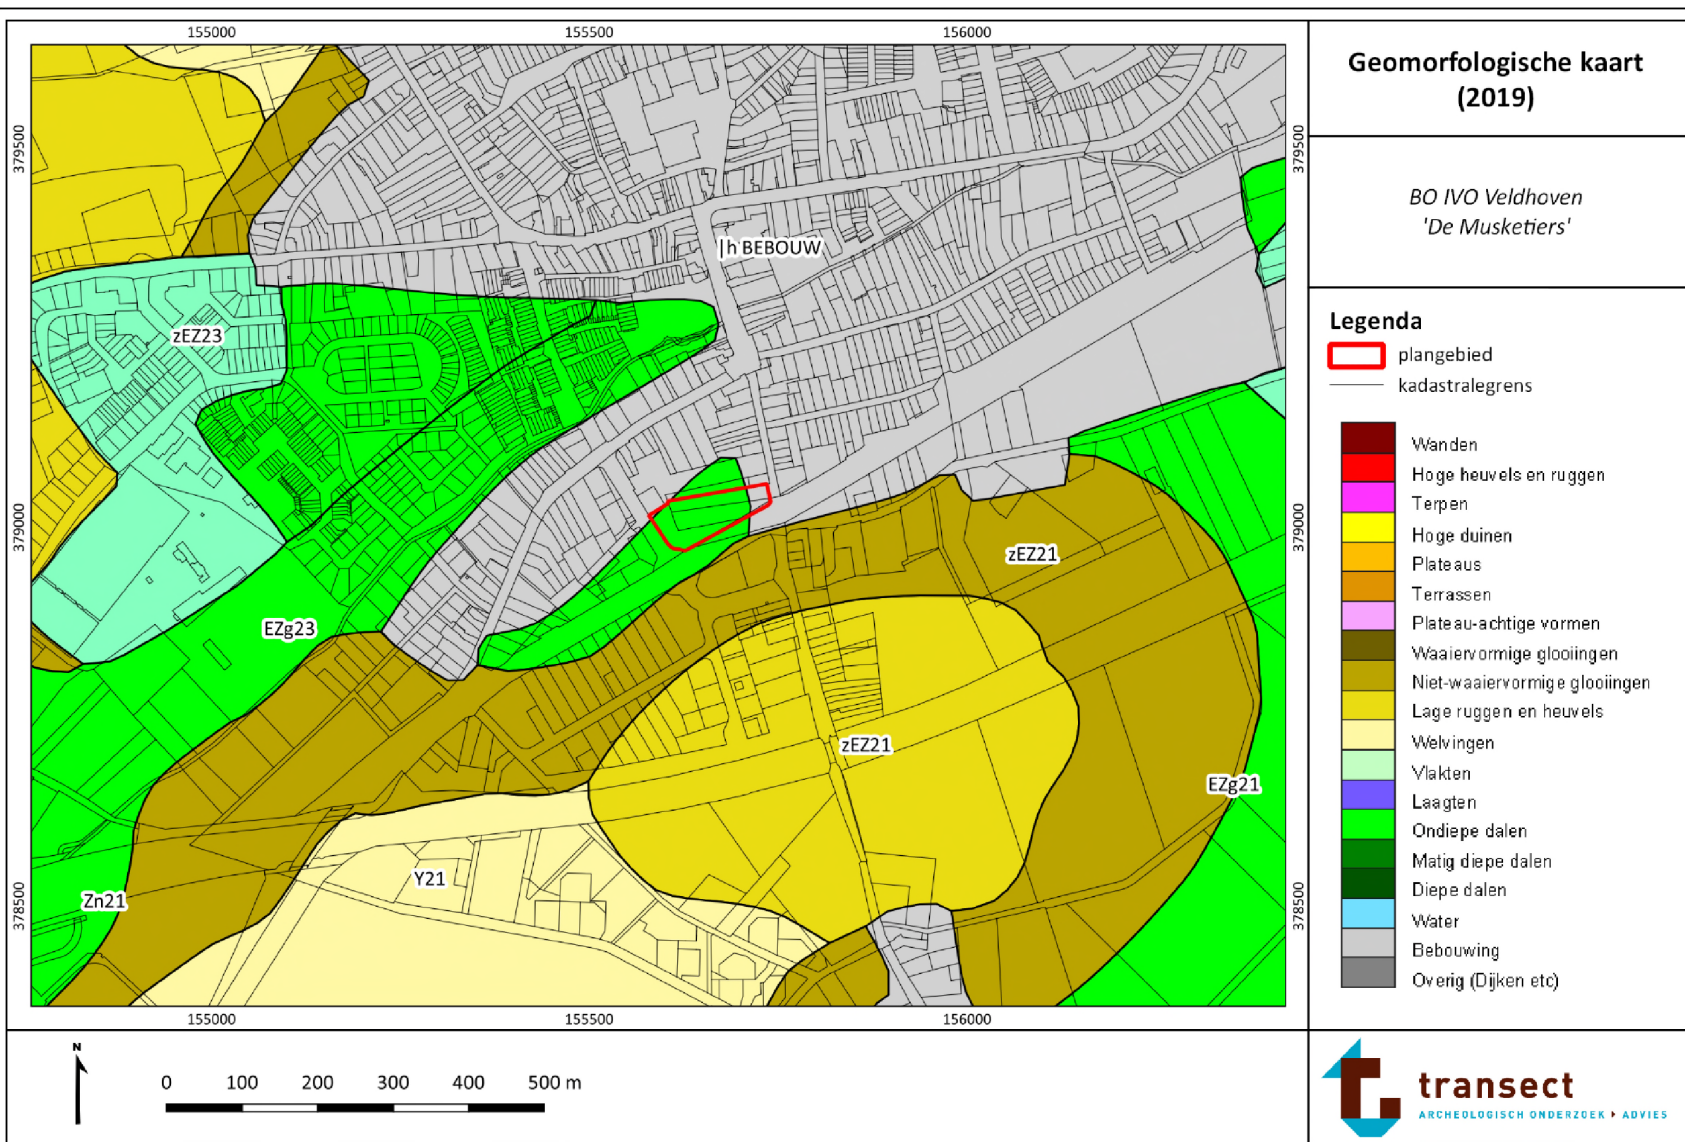 155000
155500
156000
Geomorfologische kaart
(2019)
379500
379500
BO IVO Veldhoven
'De Musketiers'
|h BEBOUW
zEZ23
Legenda
plangebied
kadastralegrens
Wanden
Hoge heuvels en ruggen
Terpen
Hoge duinen
Plateaus
Terrassen
Plateau-achtige vormen
Waaiervormige glooiingen
Niet-waaiervormige glooiingen
Lage ruggen en heuvels
Welvingen
Vlakten
Laagten
Ondiepe dalen
Matig diepe dalen
Diepe dalen
Water
Bebouwing
Overig (Dijken etc)
379000
379000
zEZ21
EZg23
zEZ21
EZg21
Y21
Zn21
378500
378500
155000
155500
156000
N
0 100 200 300 400 500 m
transect
ARCHEOLOGISCH ONDERZOEK ▸ ADVIES